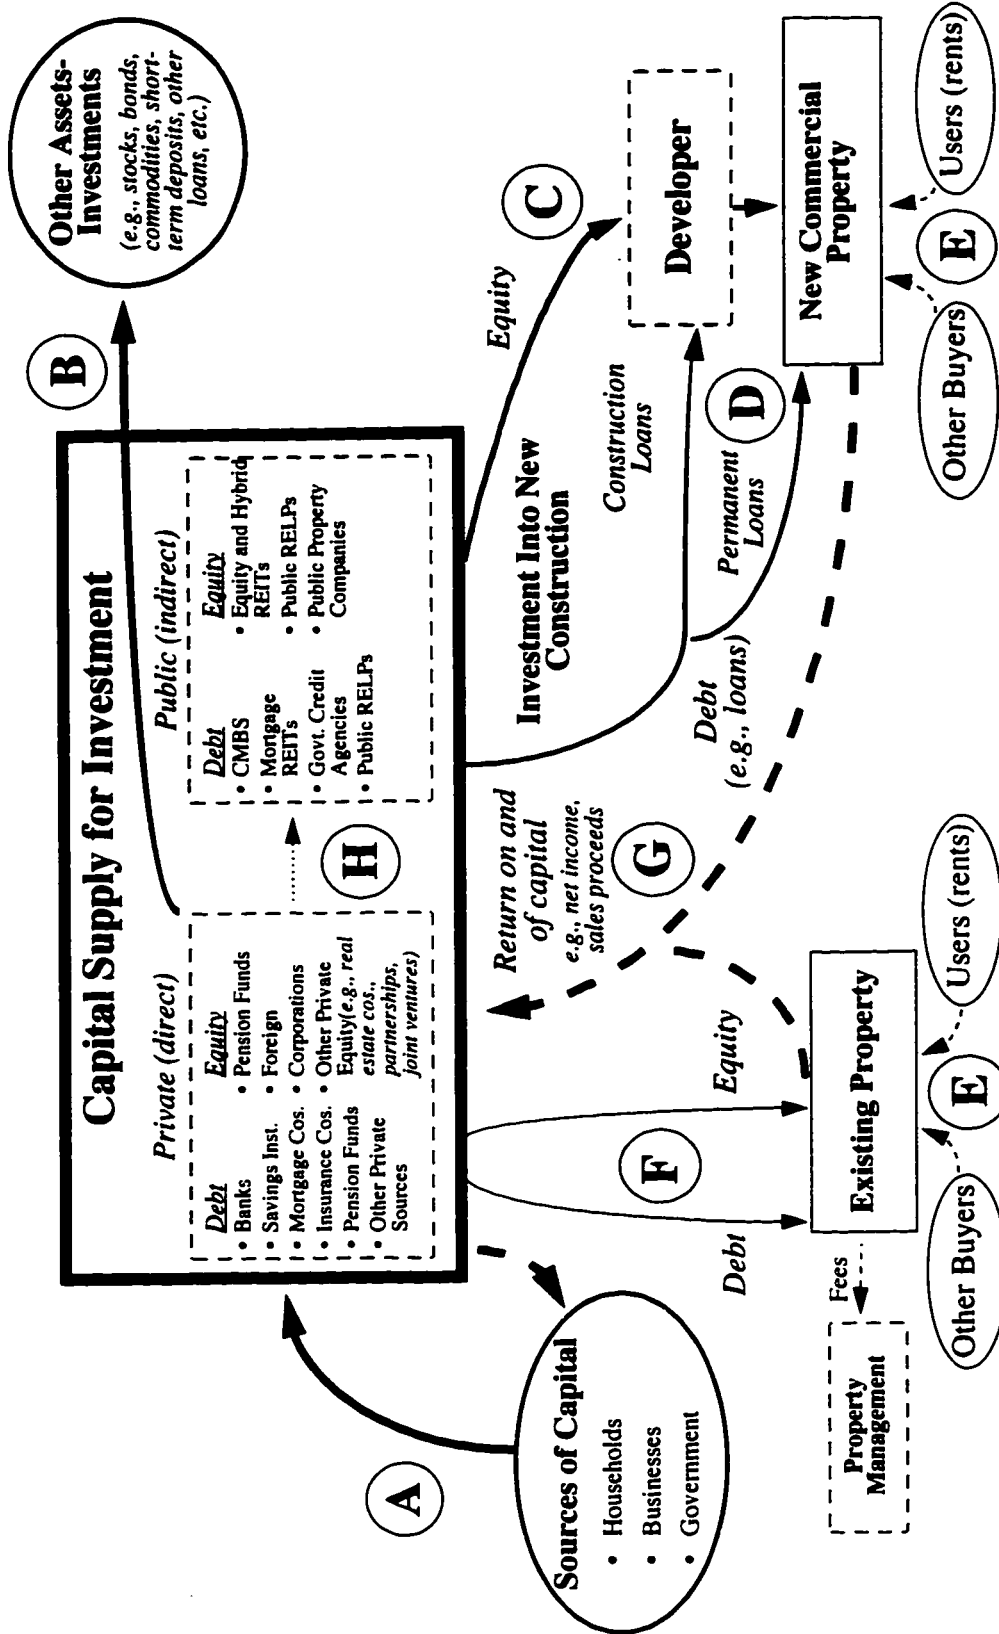 Capital Supply for Investment
Private (direct)
Debt
• Banks
• Savings Inst.
• Mortgage Cos.
• Insurance Cos.
• Pension Funds
• Other Private
Sources
Equity
• Pension Funds
• Foreign
• Corporations
• Other Private
Equity(e.g., real
estate cos.,
partnerships,
joint ventures)
H
Public (indirect)
Debt
• CMBS
• Mortgage
REITs
• Govt. Credit
Agencies
• Public RELPs
Equity
• Equity and Hybrid
REITs
• Public RELPs
• Public Property
Companies
B
Other Assets-
Investments
(e.g., stocks, bonds,
commodities, short-
term deposits, other
loans, etc.)
A
Sources of Capital
• Households
• Businesses
• Government
Debt
F
Equity
Return on and
of capital
e.g., net income,
sales proceeds
G
Investment Into New
Construction
Equity
C
Debt
(e.g., loans)
Construction
Loans
Permanent
Loans
D
Developer
New Commercial
Property
Other Buyers
E
Users (rents)
Property
Management
Fees
Existing Property
Other Buyers
E
Users (rents)